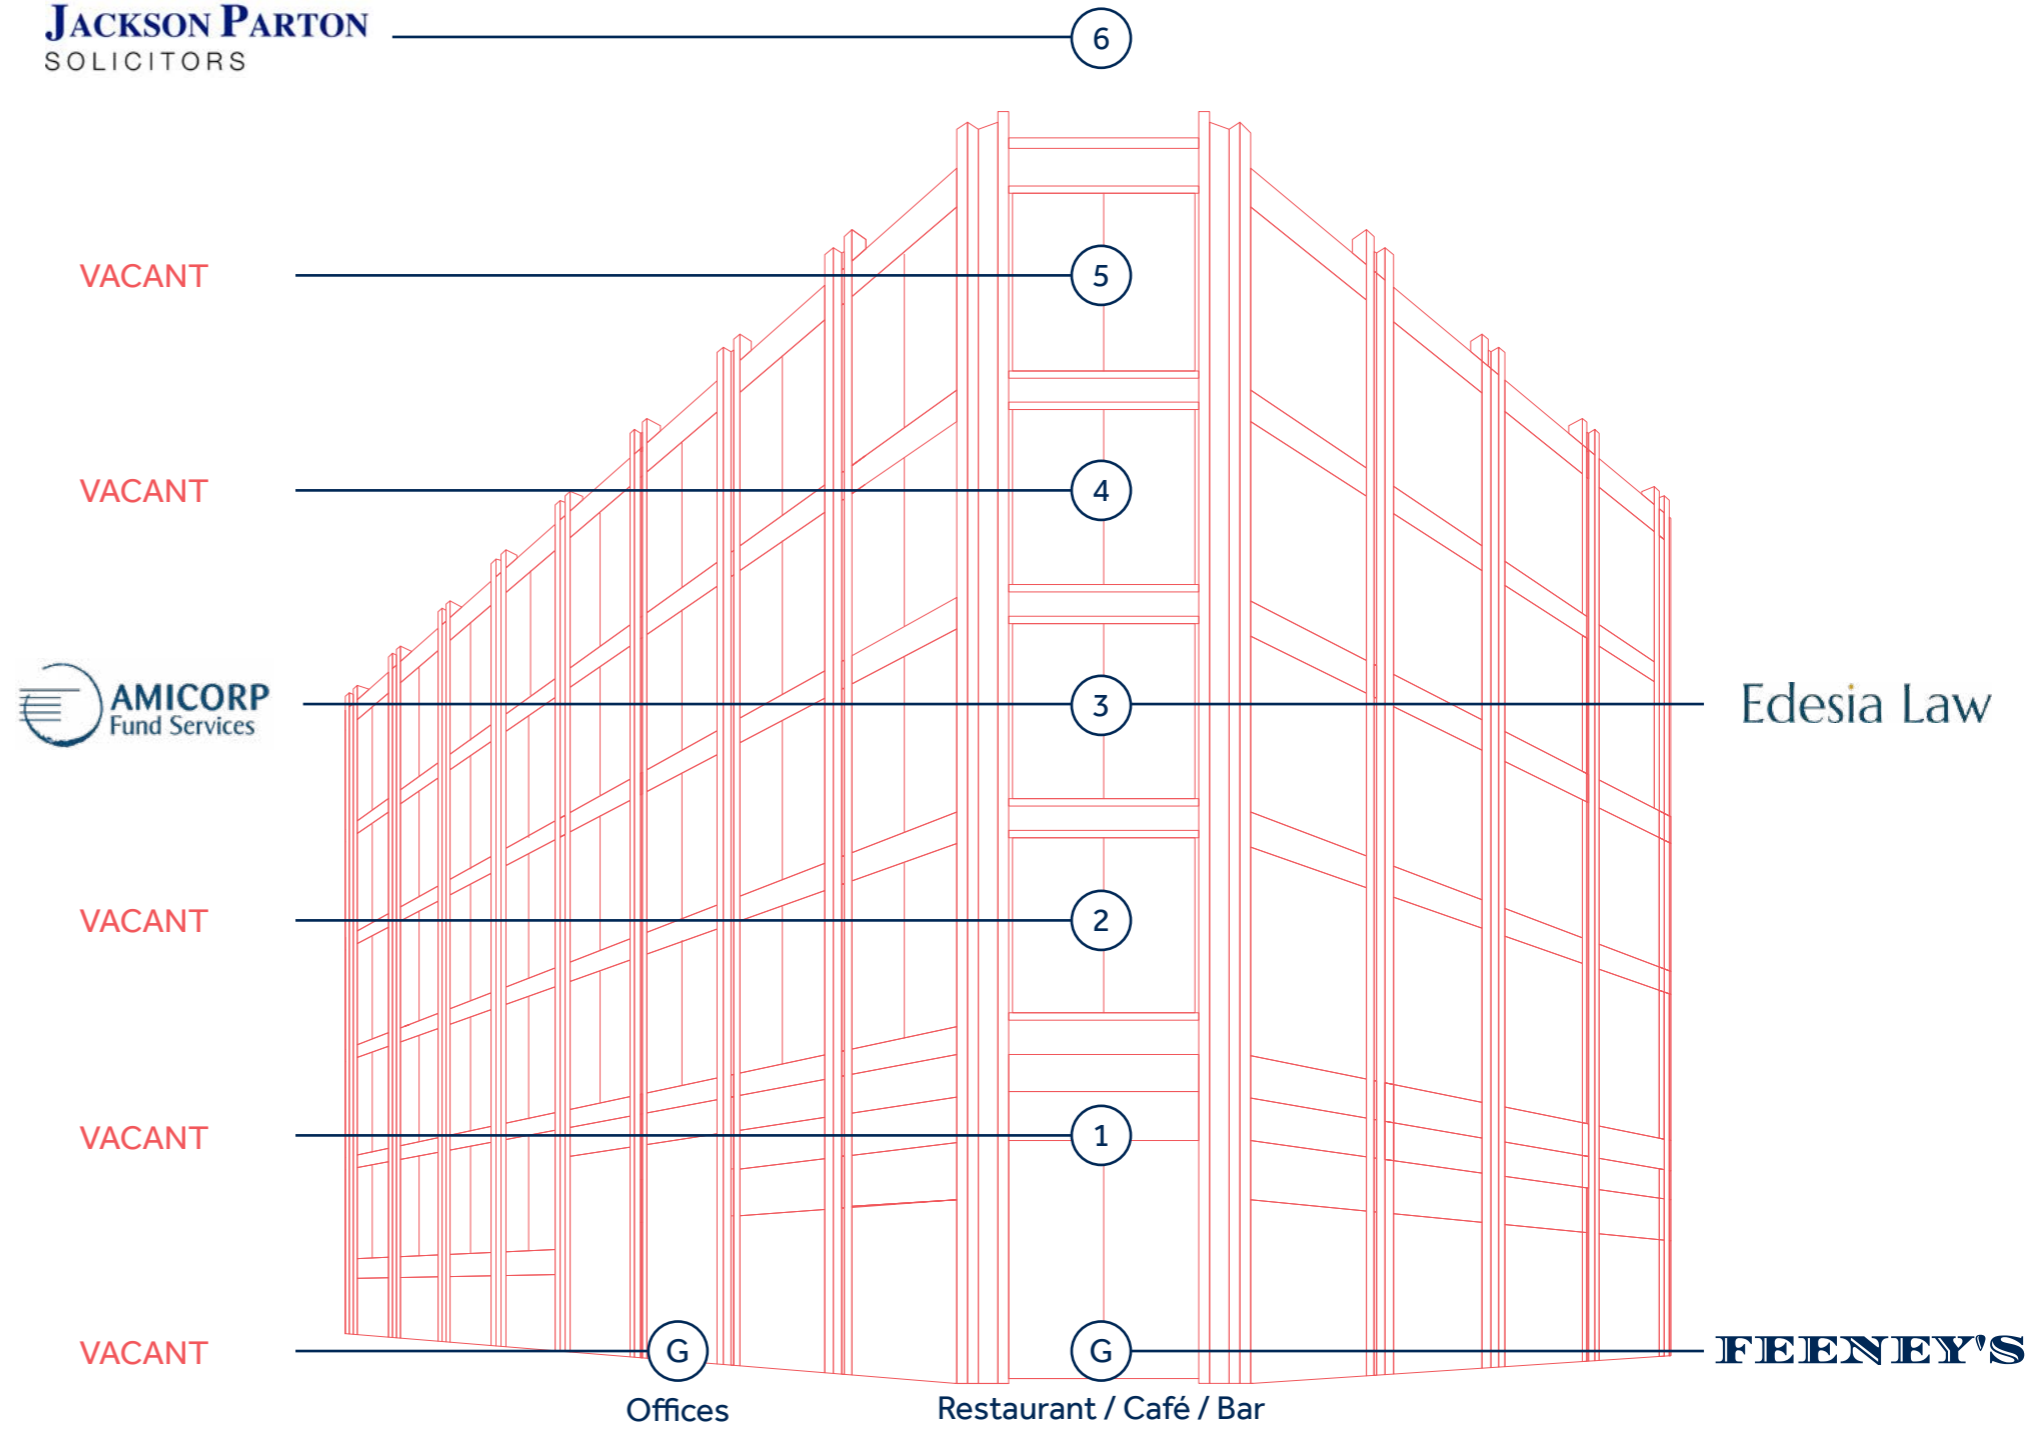 JACKSON PARTON
SOLICITORS
6
VACANT
5
VACANT
4
AMICORP
Fund Services
3
Edesia Law
VACANT
2
VACANT
1
VACANT
G
G
FEENEY'S
Offices
Restaurant / Café / Bar